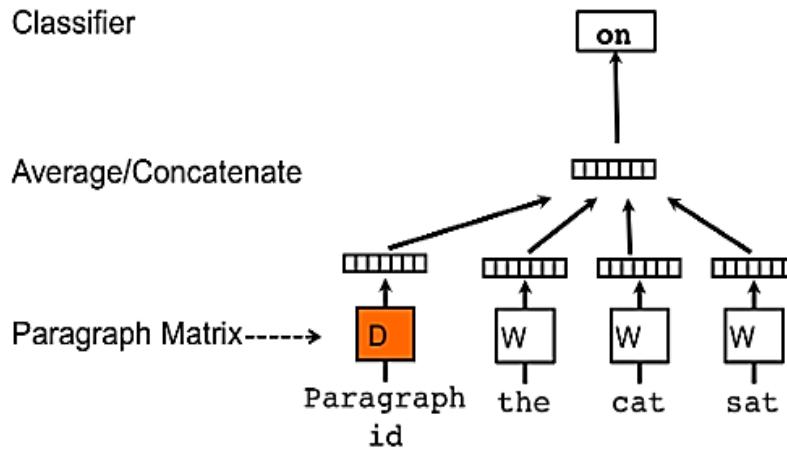 Classifier
on
Average/Concatenate
Paragraph Matrix
D
W
W
W
Paragraph
id
the
cat
sat